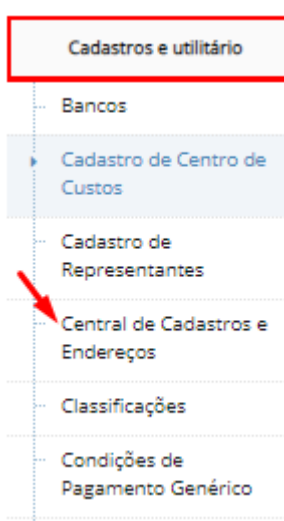 Cadastros e utilitário
Bancos
Cadastro de Centro de
Custos
Cadastro de
Representantes
Central de Cadastros e
Endereços
Classificações
Condições de
Pagamento Genérico